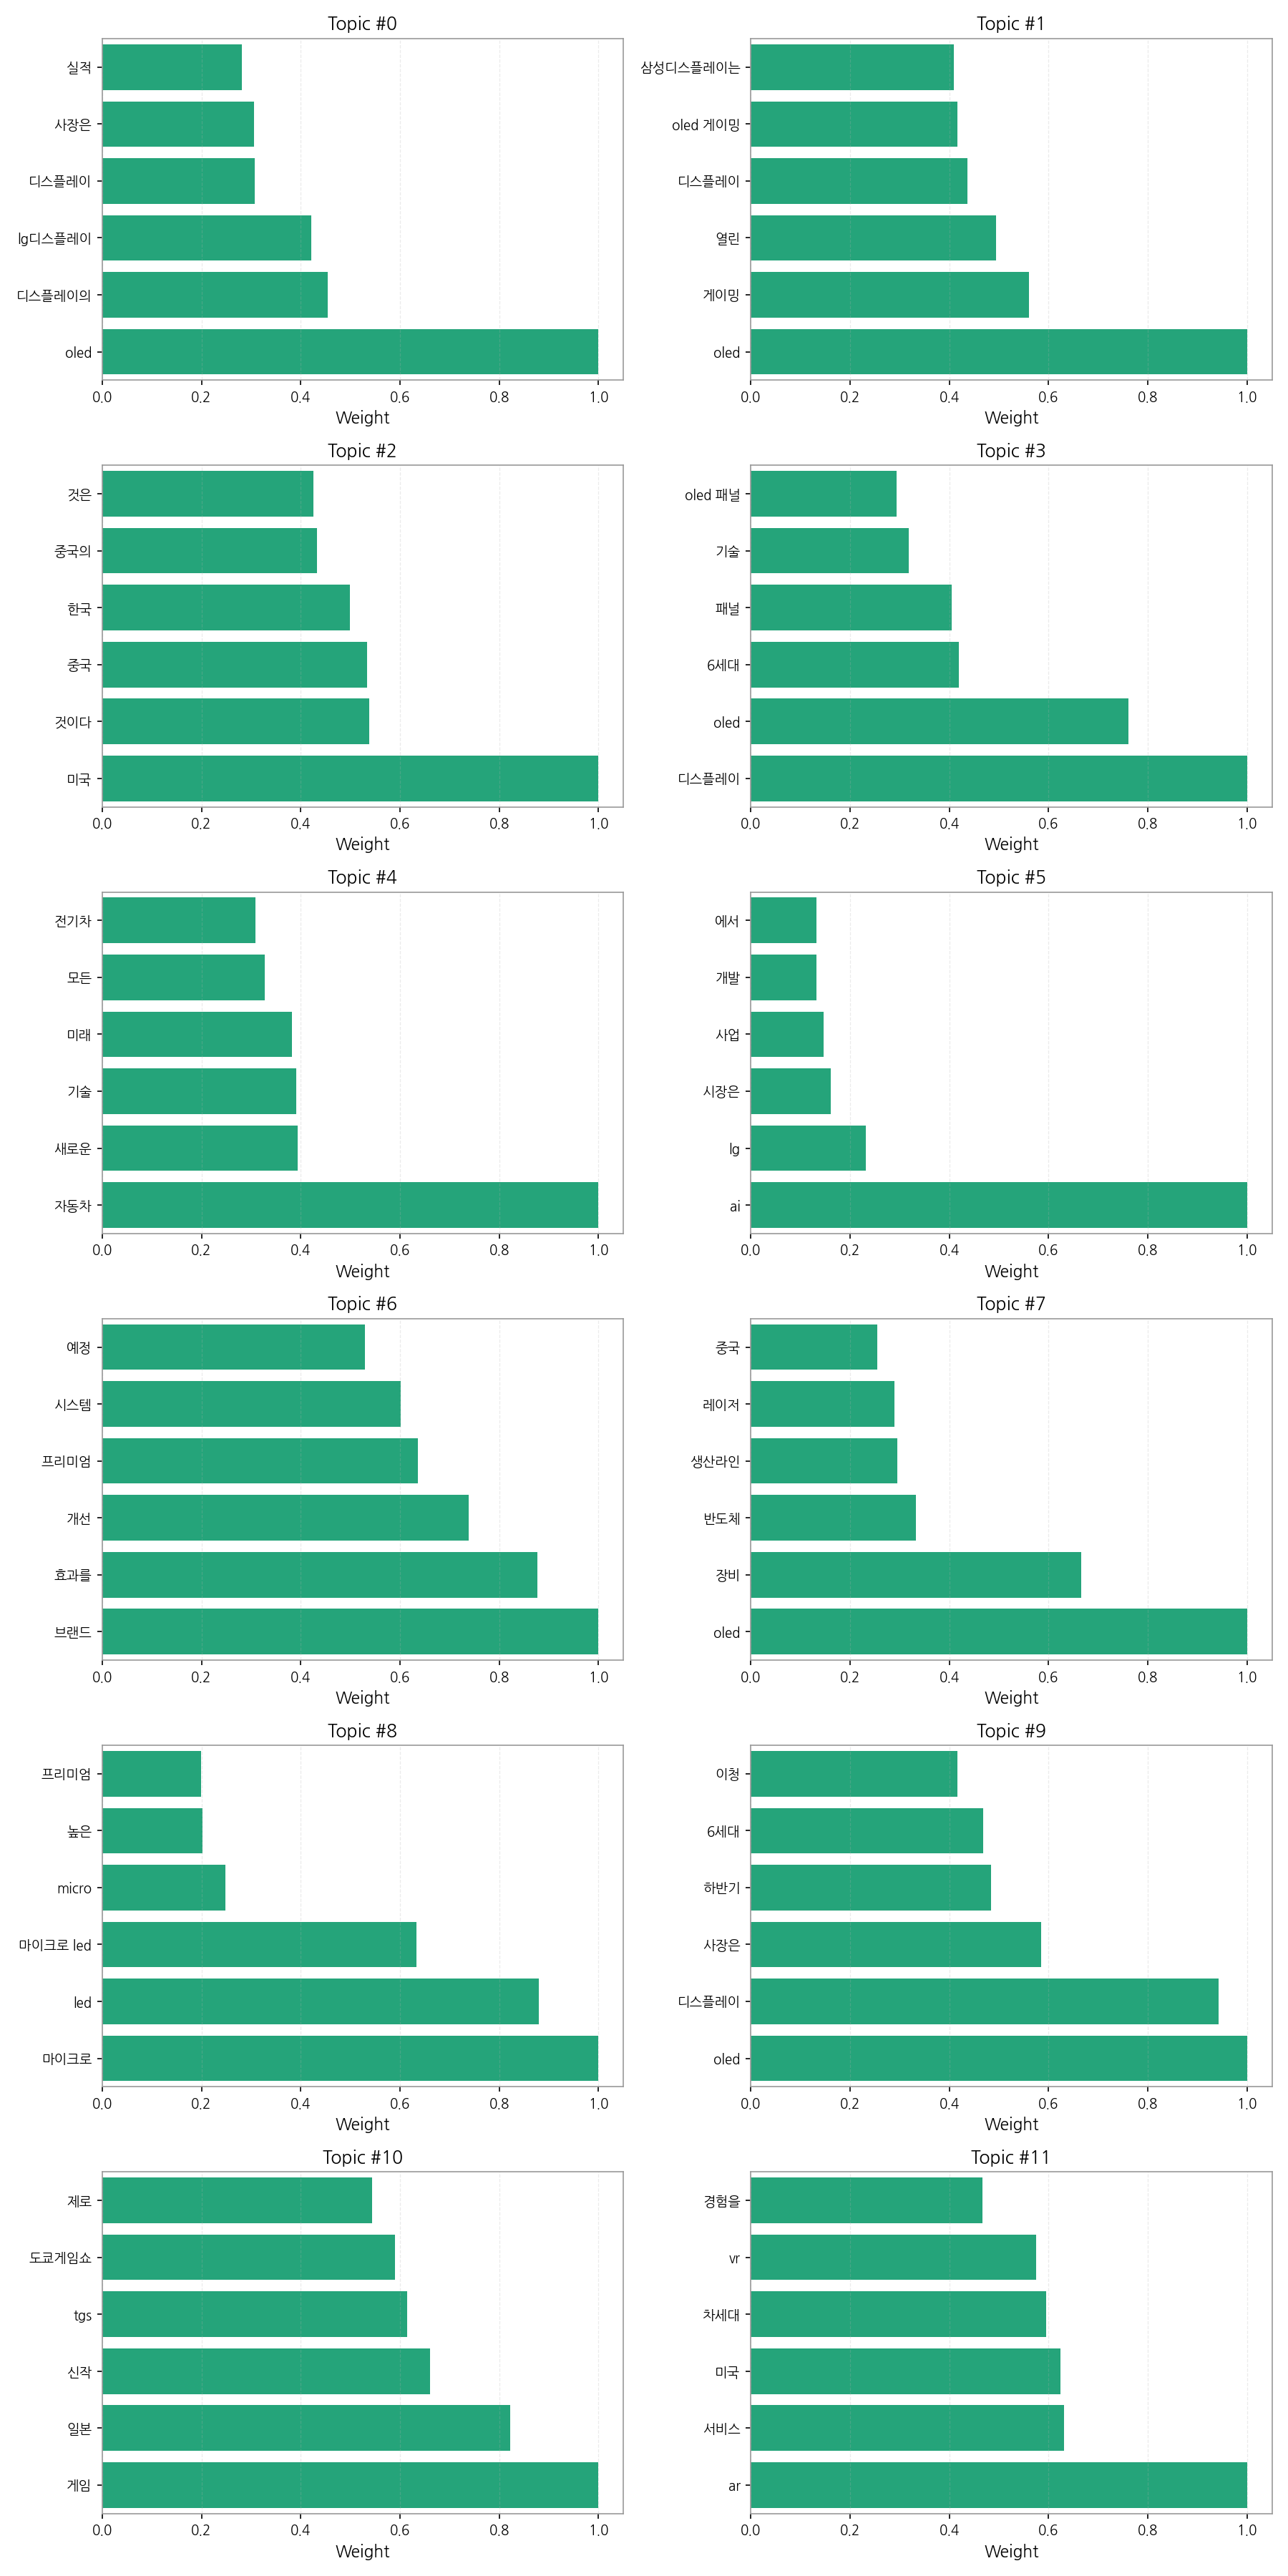 Topic #0
실적
사장은
디스플레이
lg디스플레이
디스플레이의
oled
0.0 0.2 0.4 0.6 0.8 1.0
Weight
Topic #1
삼성디스플레이는
oled 게이밍
디스플레이
열린
게이밍
oled
0.0 0.2 0.4 0.6 0.8 1.0
Weight
Topic #2
것은
중국의
한국
중국
것이다
미국
0.0 0.2 0.4 0.6 0.8 1.0
Weight
Topic #3
oled 패널
기술
패널
6세대
oled
디스플레이
0.0 0.2 0.4 0.6 0.8 1.0
Weight
Topic #4
전기차
모든
미래
기술
새로운
자동차
0.0 0.2 0.4 0.6 0.8 1.0
Weight
Topic #5
에서
개발
사업
시장은
lg
ai
0.0 0.2 0.4 0.6 0.8 1.0
Weight
Topic #6
예정
시스템
프리미엄
개선
효과를
브랜드
0.0 0.2 0.4 0.6 0.8 1.0
Weight
Topic #7
중국
레이저
생산라인
반도체
장비
oled
0.0 0.2 0.4 0.6 0.8 1.0
Weight
Topic #8
프리미엄
높은
micro
마이크로 led
led
마이크로
0.0 0.2 0.4 0.6 0.8 1.0
Weight
Topic #9
이청
6세대
하반기
사장은
디스플레이
oled
0.0 0.2 0.4 0.6 0.8 1.0
Weight
Topic #10
제로
도쿄게임쇼
tgs
신작
일본
게임
0.0 0.2 0.4 0.6 0.8 1.0
Weight
Topic #11
경험을
vr
차세대
미국
서비스
ar
0.0 0.2 0.4 0.6 0.8 1.0
Weight